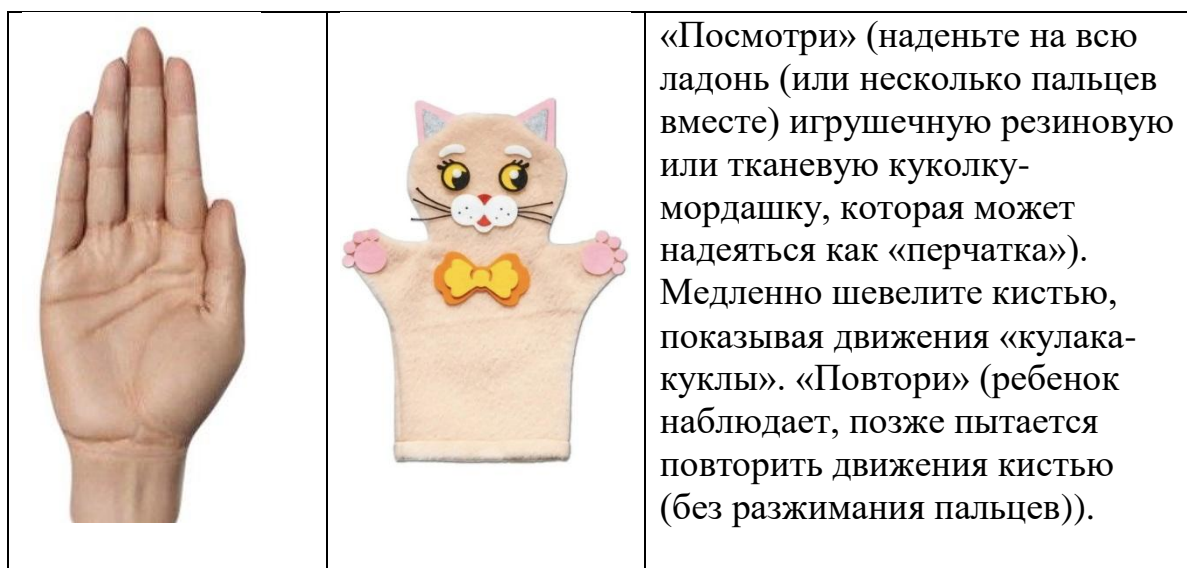 «Посмотри» (наденьте на всю
ладонь (или несколько пальцев
вместе) игрушечную резиновую
или тканевую куколку-
мордашку, которая может
надеяться как «перчатка»).
Медленно шевелите кистью,
показывая движения «кулака-
куклы». «Повтори» (ребенок
наблюдает, позже пытается
повторить движения кистью
(без разжимания пальцев)).